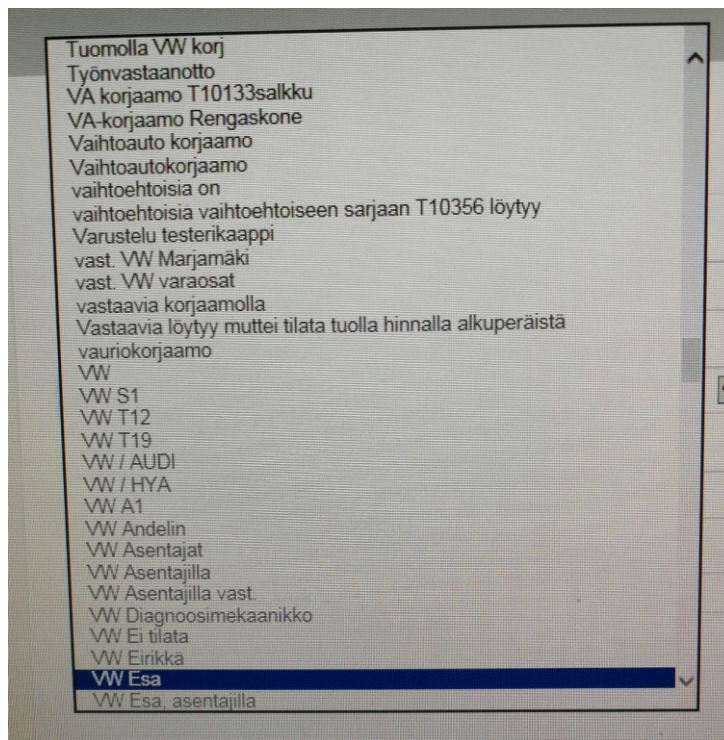 Tuomolla VW korj
Työnvastaanotto
VA korjaamo T10133salkku
VA-korjaamo Rengaskone
Vaihtoauto korjaamo
Vaihtoautokorjaamo
vaihtoehtoisia on
vaihtoehtoisia vaihtoehtoiseen sarjaan T10356 löytyy
Varustelu testerikaappi
vast. VW Marjamäki
vast. VW varaosat
vastaavia korjaamolla
Vastaavia löytyy muttei tilata tuolla hinnalla alkuperäistä
vauriokorjaamo
VW
VW S1
VW T12
VW T19
VW / AUDI
VW / HYA
VW A1
VW Andelin
VW Asentajat
VW Asentajilla
VW Asentajilla vast.
VW Diagnoosimekaanikko
VW Ei tilata
VW Eirikkä
VW Esa
VW Esa, asentajilla